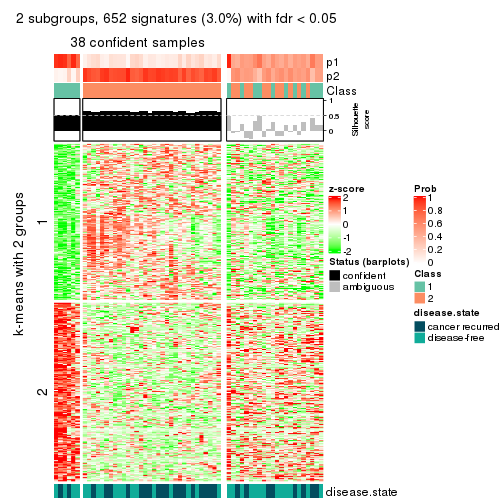 2 subgroups, 652 signatures (3.0%) with fdr < 0.05
38 confident samples
p1
p2
Class
1
0.5
0
Silhouette
score
k-means with 2 groups
1
2
z-score
2
1
0
-1
-2
Status (barplots)
confident
ambiguous
Prob
1
0.8
0.6
0.4
0.2
0
Class
1
2
disease.state
cancer recurred
disease-free
disease.state